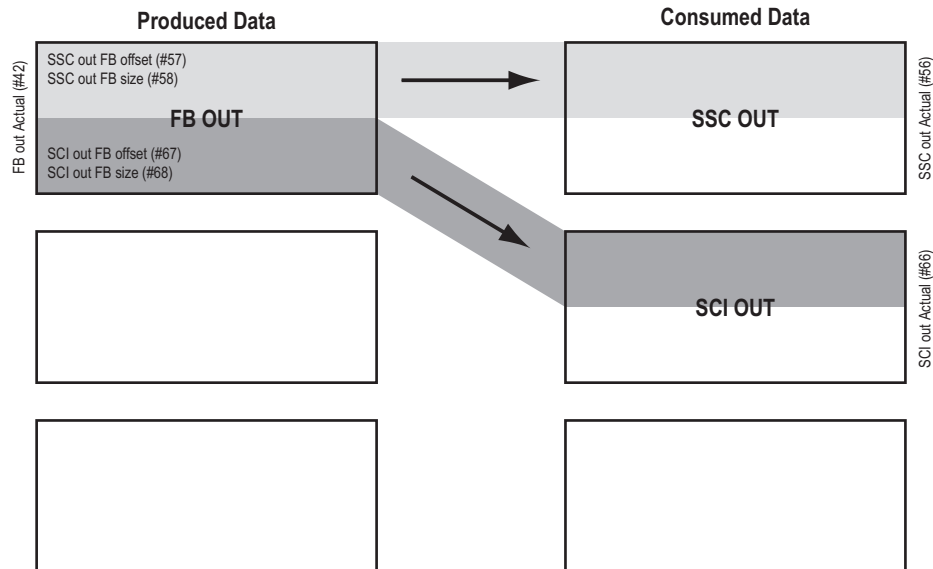 Produced Data
Consumed Data
FB out Actual (#42)
SSC out FB offset (#57)
SSC out FB size (#58)
FB OUT
SCI out FB offset (#67)
SCI out FB size (#68)
SSC OUT
SSC out Actual (#56)
SCI OUT
SCI out Actual (#66)